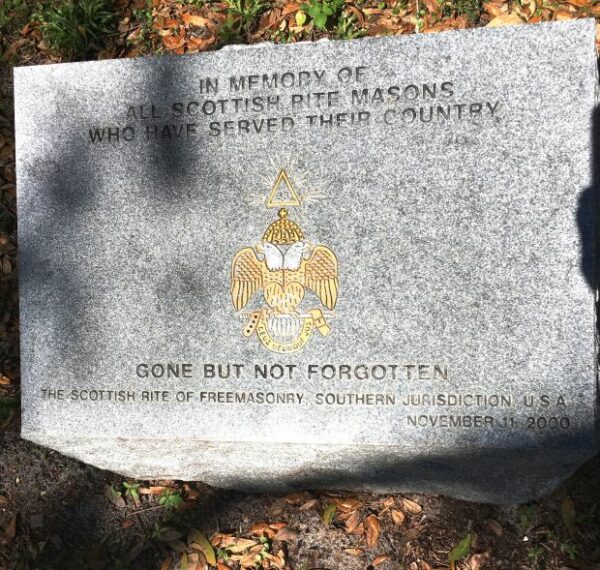 IN MEMORY OF
ALL SCOTTISH RITE MASONS
WHO HAVE SERVED THEIR COUNTRY
GONE BUT NOT FORGOTTEN
THE SCOTTISH RITE OF FREEMASONRY, SOUTHERN JURISDICTION, U.S.A.
NOVEMBER 11, 2000